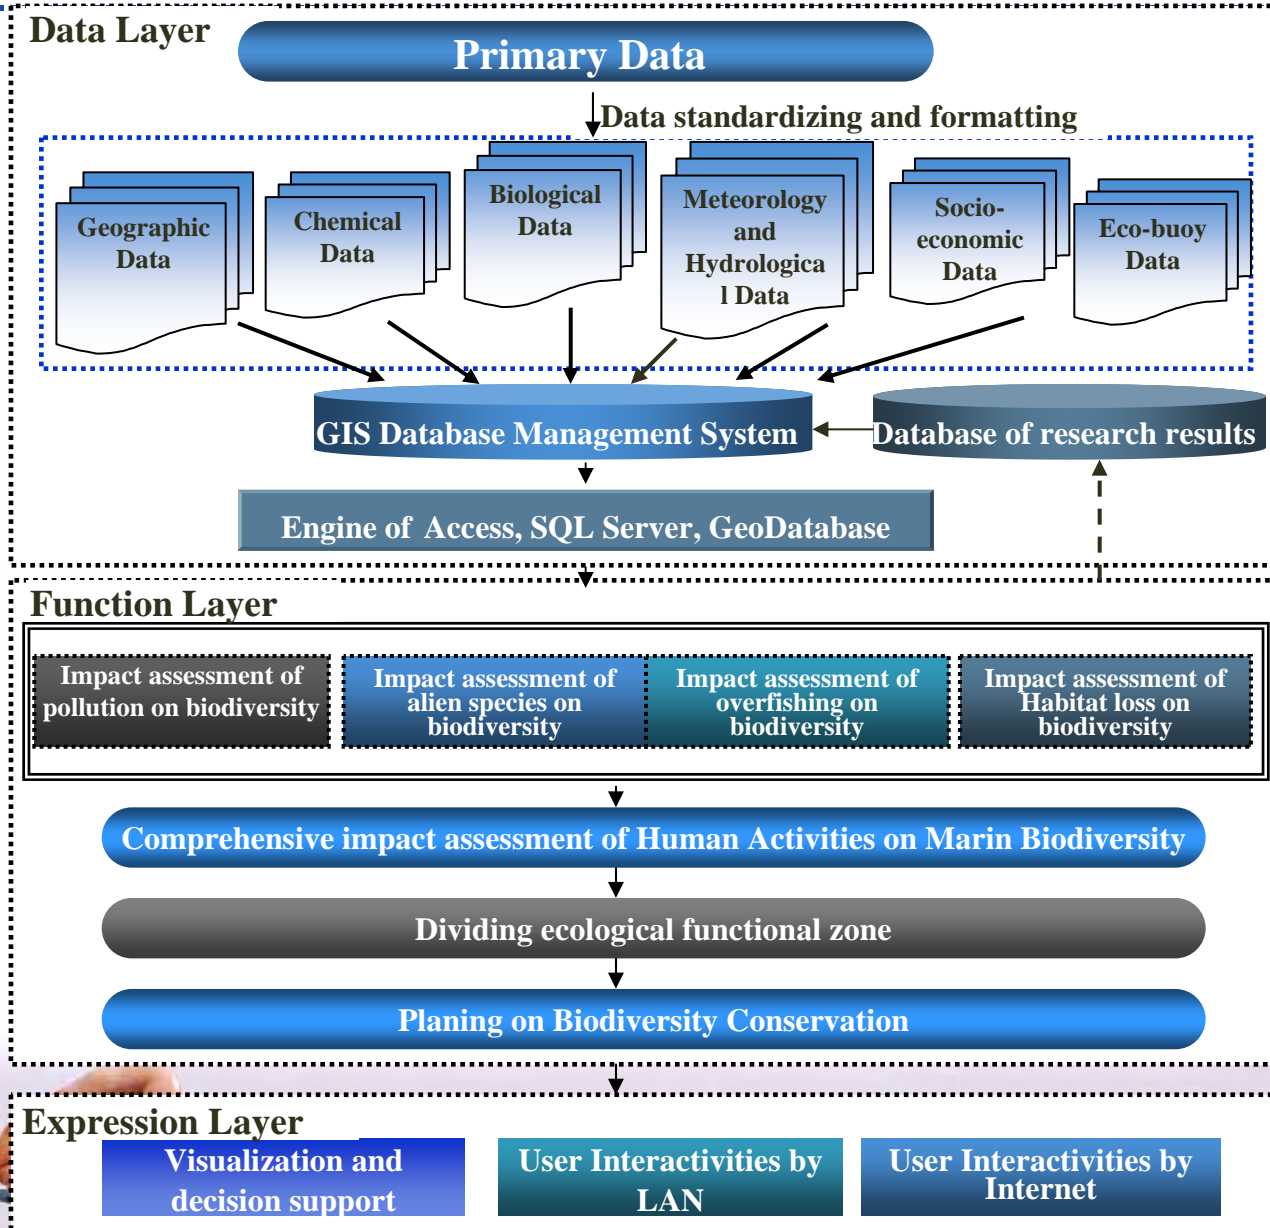 Data Layer
Primary Data
Data standardizing and formatting
Geographic
Data
Chemical
Data
Biological
Data
Meteorology
and
Hydrologica
l Data
Socio-
economic
Data
Eco-buoy
Data
GIS Database Management System
Database of research results
Engine of Access, SQL Server, GeoDatabase
Function Layer
Impact assessment of
pollution on biodiversity
Impact assessment of
alien species on
biodiversity
Impact assessment of
overfishing on
biodiversity
Impact assessment of
Habitat loss on
biodiversity
Comprehensive impact assessment of Human Activities on Marin Biodiversity
Dividing ecological functional zone
Planing on Biodiversity Conservation
Expression Layer
Visualization and
decision support
User Interactivities by
LAN
User Interactivities by
Internet